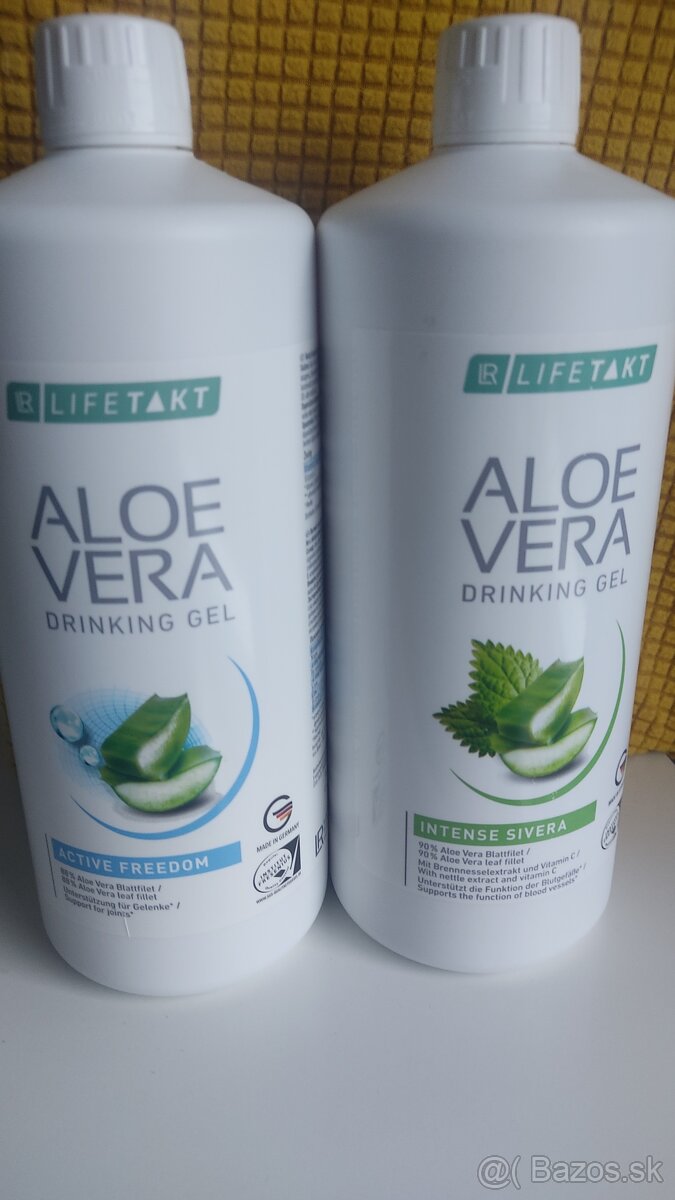 LR LIFETAKT
ALOE
VERA
DRINKING GEL
ACTIVE FREEDOM
88% Aloe Vera Blattfilet /
88% Aloe Vera leaf fillet
Unterstützung für Gelenke* /
Support for joints*
MADE IN GERMANY
INSTITUT
FRESENIUS
LR
LR LIFETAKT
ALOE
VERA
DRINKING GEL
INTENSE SIVERA
90% Aloe Vera Blattfilet /
90% Aloe Vera leaf fillet
Mit Brennnesselextrakt und Vitamin C /
With nettle extract and vitamin C
Unterstützt die Funktion der Blutgefäße* /
Supports the function of blood vessels*
@( Bazos.sk